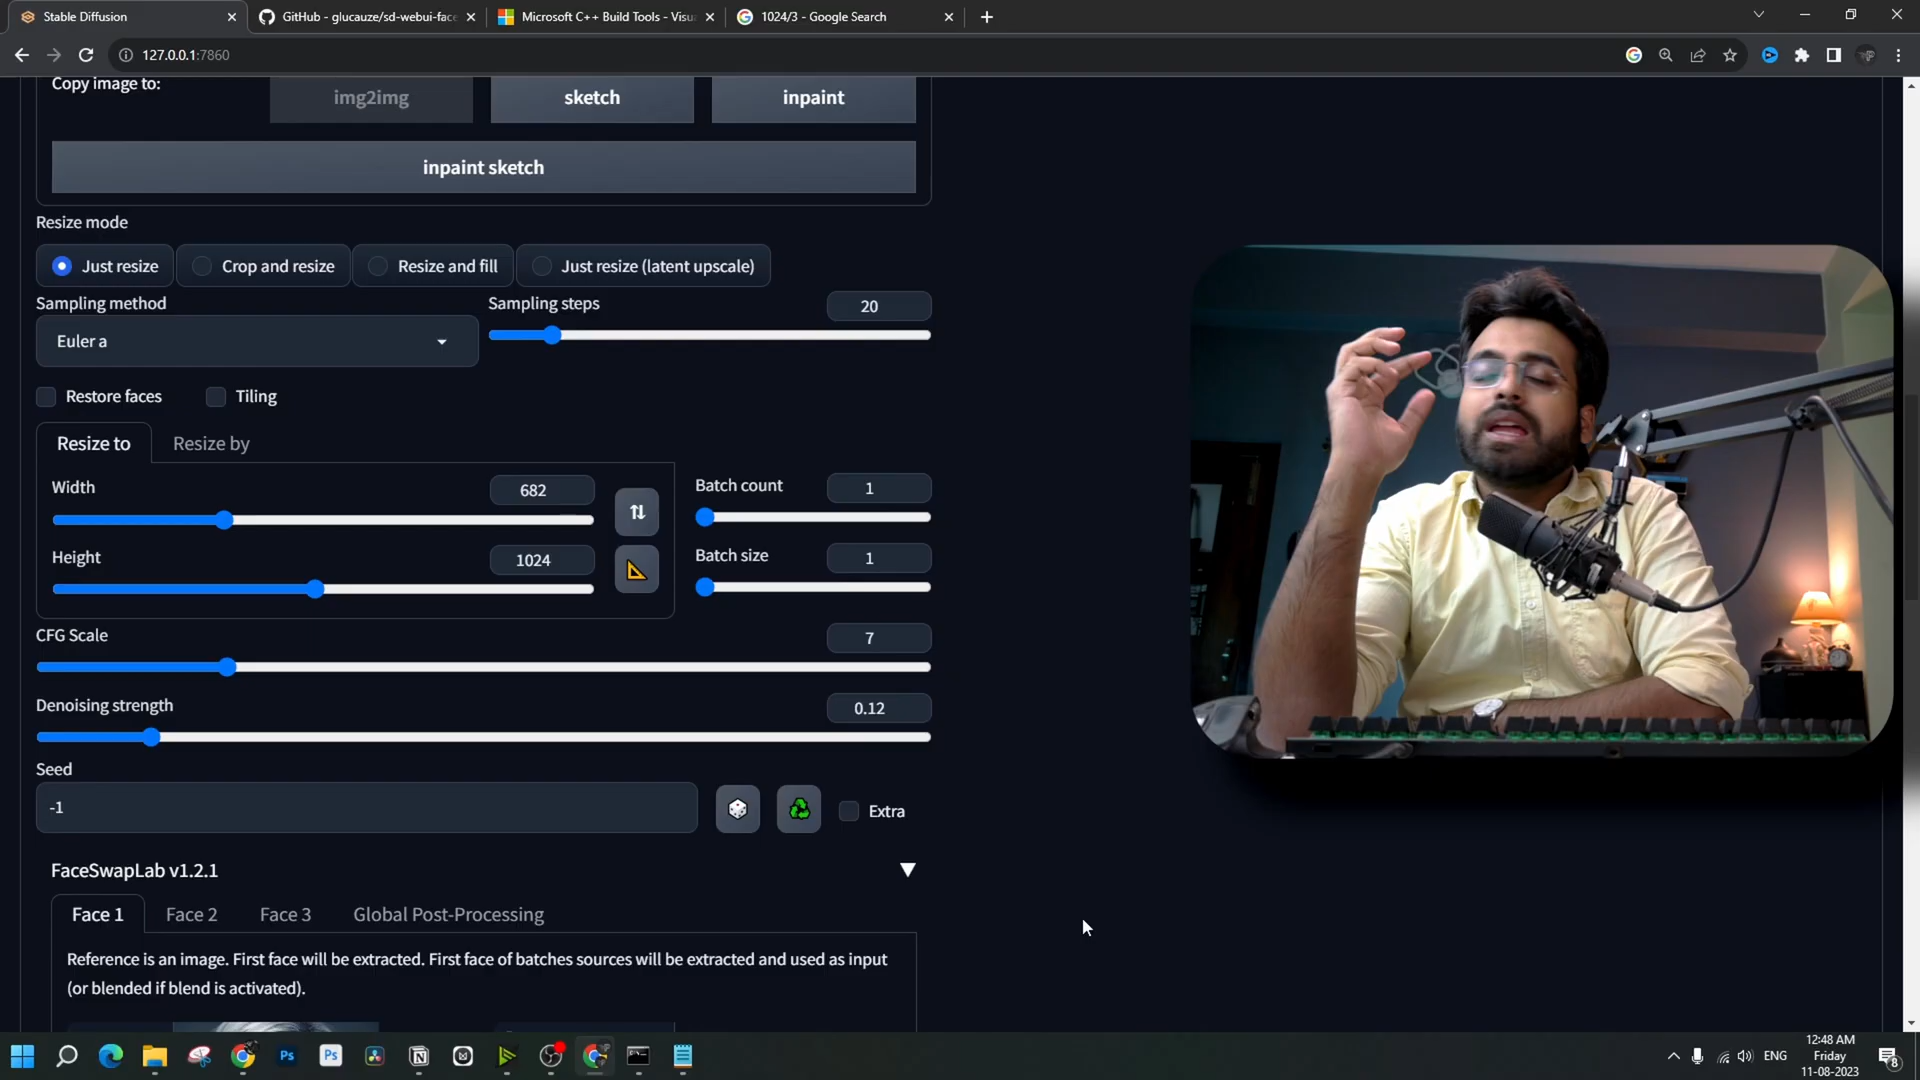 Stable Diffusion
GitHub - glucauze/sd-webui-face
Microsoft C++ Build Tools - Visu
1024/3 - Google Search
127.0.0.1:7860
Copy image to:
img2img
sketch
inpaint
inpaint sketch
Resize mode
Just resize
Crop and resize
Resize and fill
Just resize (latent upscale)
Sampling method
Sampling steps
20
Euler a
Restore faces
Tiling
Resize to
Resize by
Width
682
Batch count
1
Height
1024
Batch size
1
CFG Scale
7
Denoising strength
0.12
Seed
-1
Extra
FaceSwapLab v1.2.1
Face 1
Face 2
Face 3
Global Post-Processing
Reference is an image. First face will be extracted. First face of batches sources will be extracted and used as input
(or blended if blend is activated).
Ps
Ps
ENG
12:48 AM
Friday
11-08-2023
8